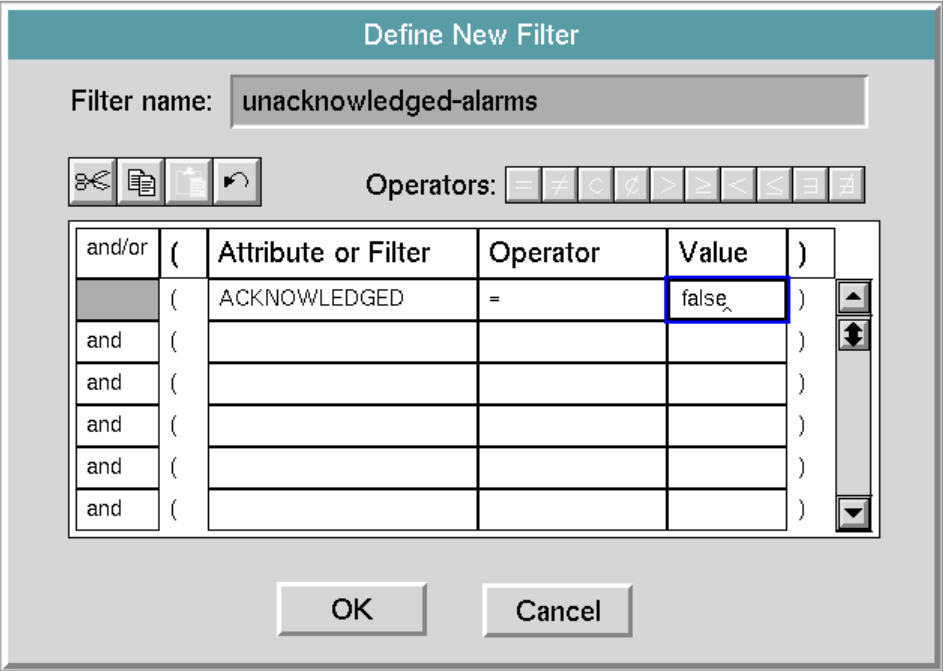 Define New Filter
Filter name: unacknowledged-alarms
Operators: = ≠ ⊂ ⊄ > ≥ < ≤ ∃ ∄
and/or ( Attribute or Filter Operator Value )
( ACKNOWLEDGED = false )
and ( )
and ( )
and ( )
and ( )
and ( )
OK Cancel